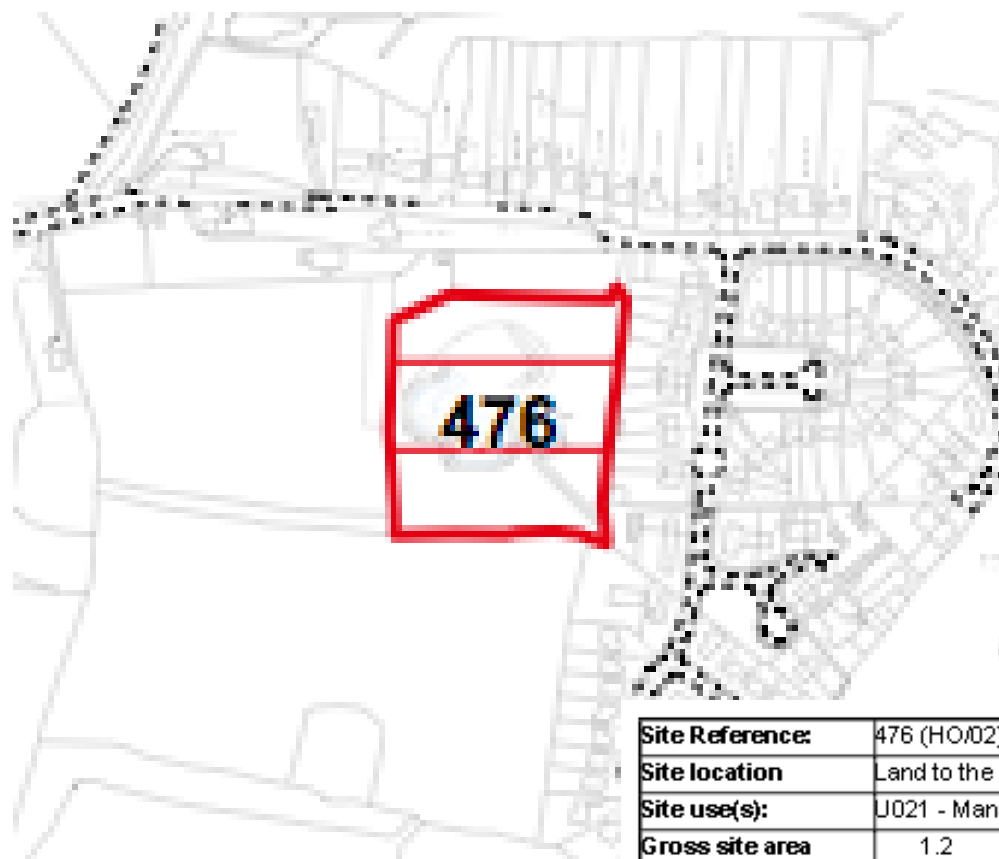 476
Site Reference: 476 (HO/02)
Site location Land to the
Site use(s): U021 - Man
Gross site area 1.2